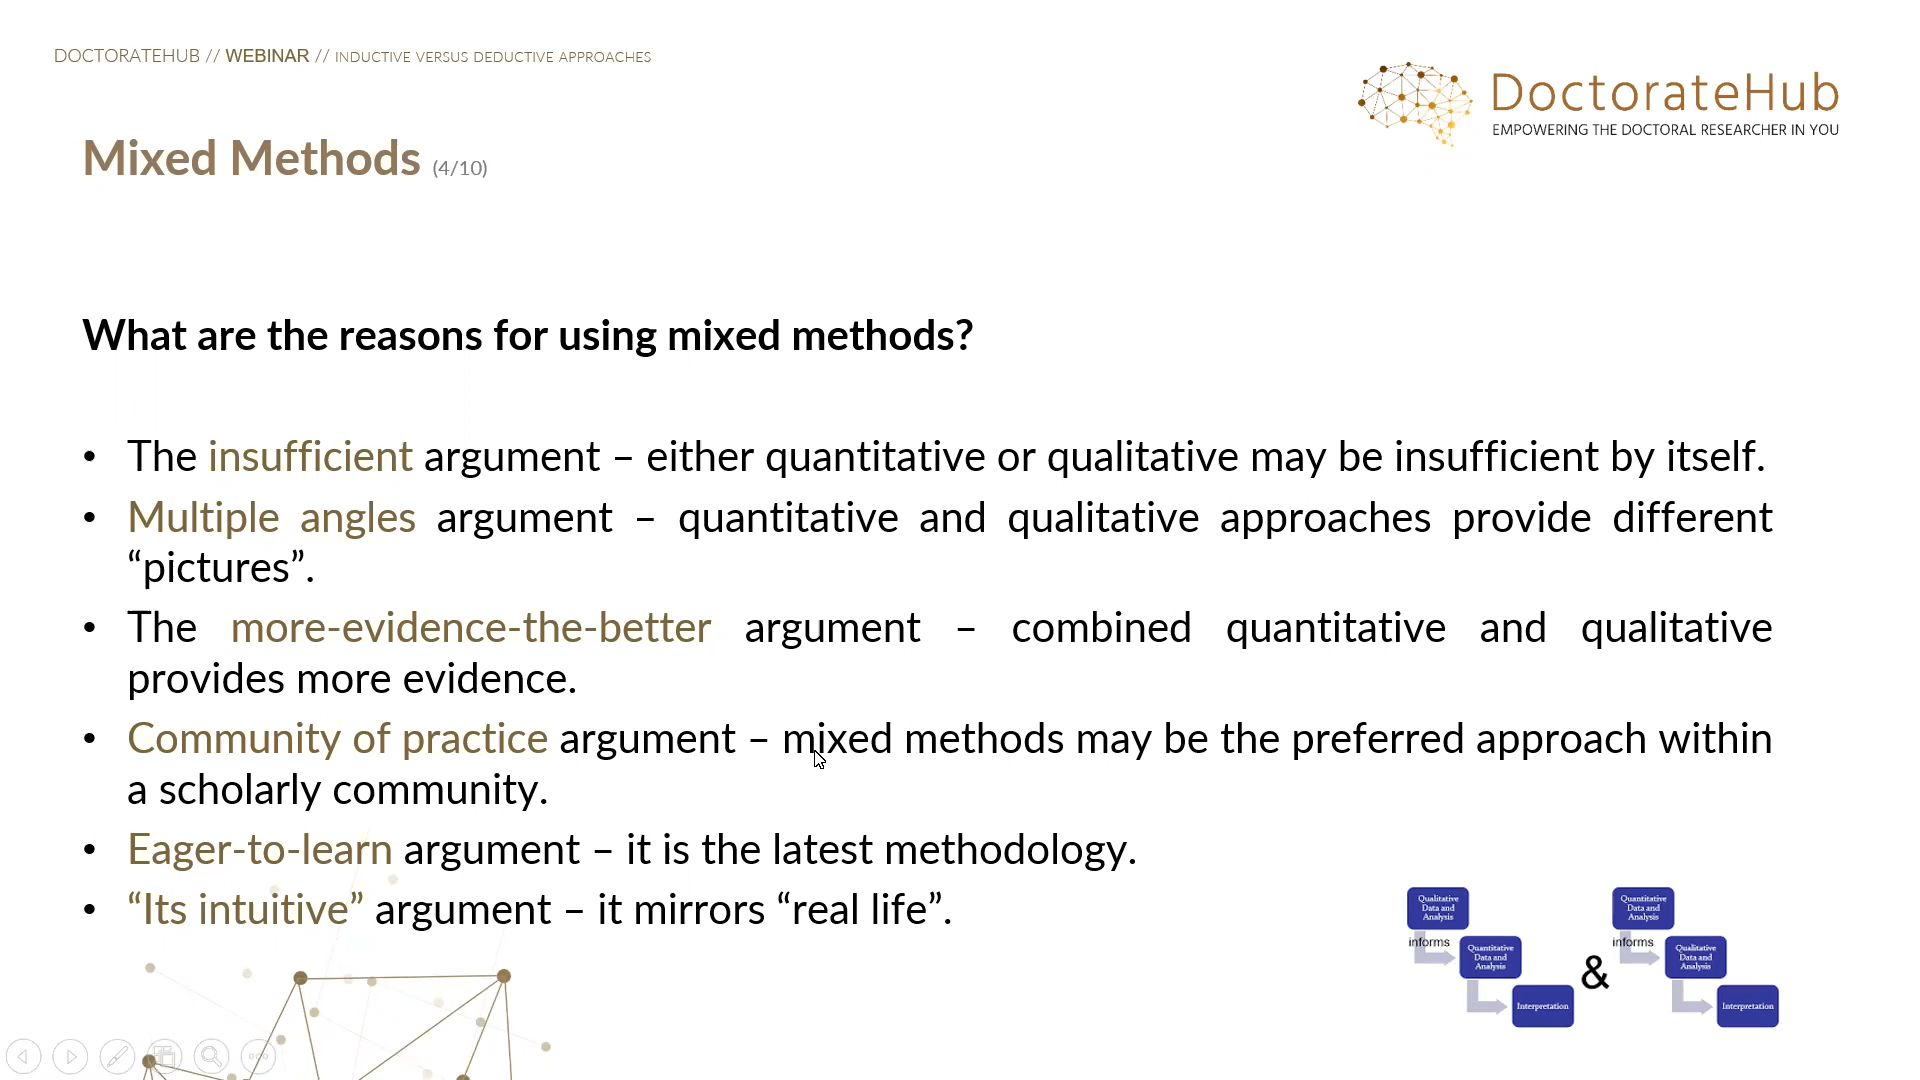 DOCTORATEHUB // WEBINAR // INDUCTIVE VERSUS DEDUCTIVE APPROACHES
DoctorateHub
EMPOWERING THE DOCTORAL RESEARCHER IN YOU
Mixed Methods (4/10)
What are the reasons for using mixed methods?
• The insufficient argument – either quantitative or qualitative may be insufficient by itself.
• Multiple angles argument – quantitative and qualitative approaches provide different
“pictures”.
• The more-evidence-the-better argument – combined quantitative and qualitative
provides more evidence.
• Community of practice argument – mixed methods may be the preferred approach within
a scholarly community.
• Eager-to-learn argument – it is the latest methodology.
• “Its intuitive” argument – it mirrors “real life”.
Qualitative
Data and
Analysis
informs
Quantitative
Data and
Analysis
Interpretation
&
Quantitative
Data and
Analysis
informs
Qualitative
Data and
Analysis
Interpretation